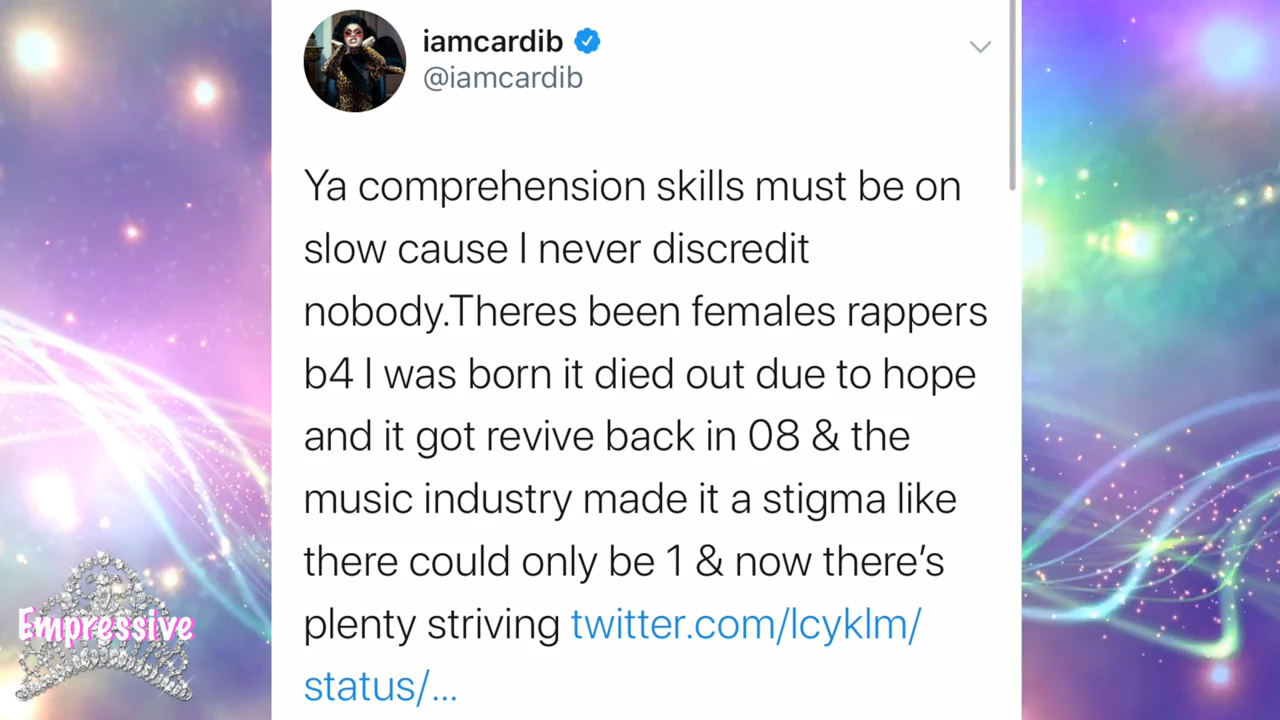 iamcardib
@iamcardib
Ya comprehension skills must be on
slow cause I never discredit
nobody.Theres been females rappers
b4 I was born it died out due to hope
and it got revive back in 08 & the
music industry made it a stigma like
there could only be 1 & now there's
plenty striving twitter.com/lcyklm/
status/...
Empressive